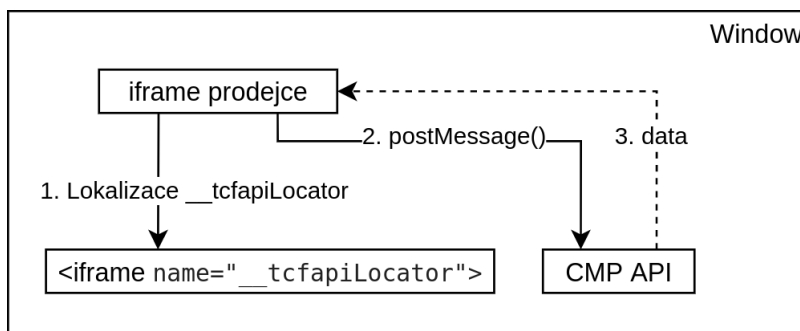 Window
iframe prodejce
2. postMessage()
3. data
1. Lokalizace __tcfapiLocator
<iframe name="__tcfapiLocator">
CMP API